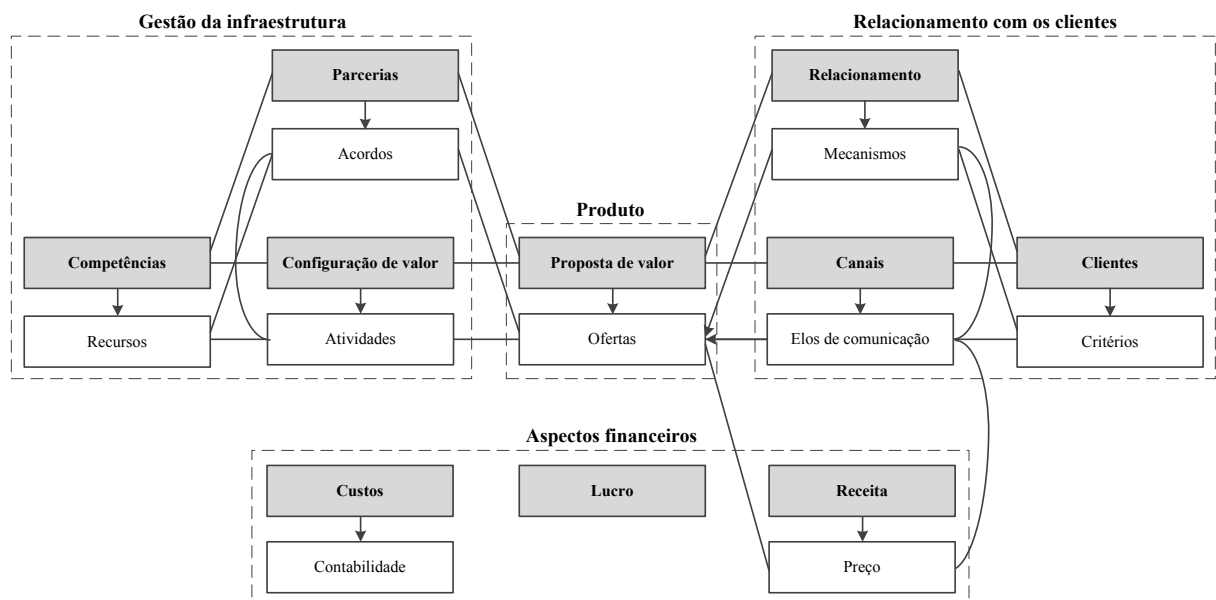 Gestão da infraestrutura
Relacionamento com os clientes
Parcerias
Relacionamento
Acordos
Mecanismos
Produto
Competências
Configuração de valor
Proposta de valor
Canais
Clientes
Recursos
Atividades
Ofertas
Elos de comunicação
Critérios
Aspectos financeiros
Custos
Lucro
Receita
Contabilidade
Preço